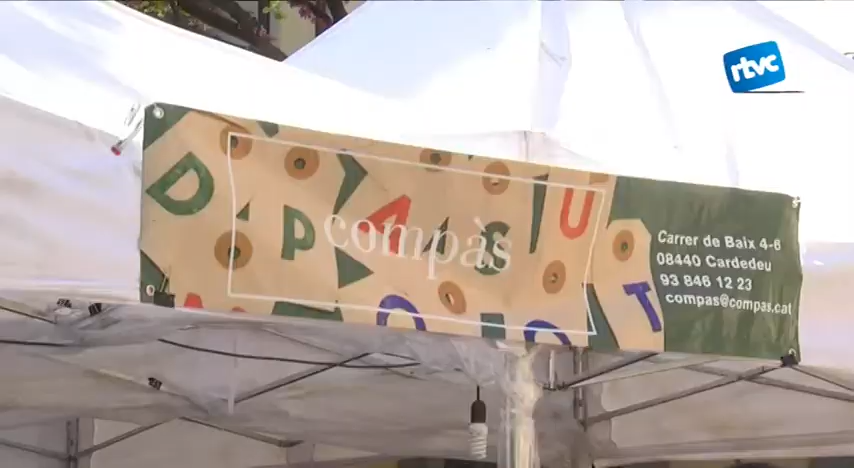 rtvc
compàs
Carrer de Baix 4-6
08440 Cardedeu
93 846 12 23
compas@compas.cat